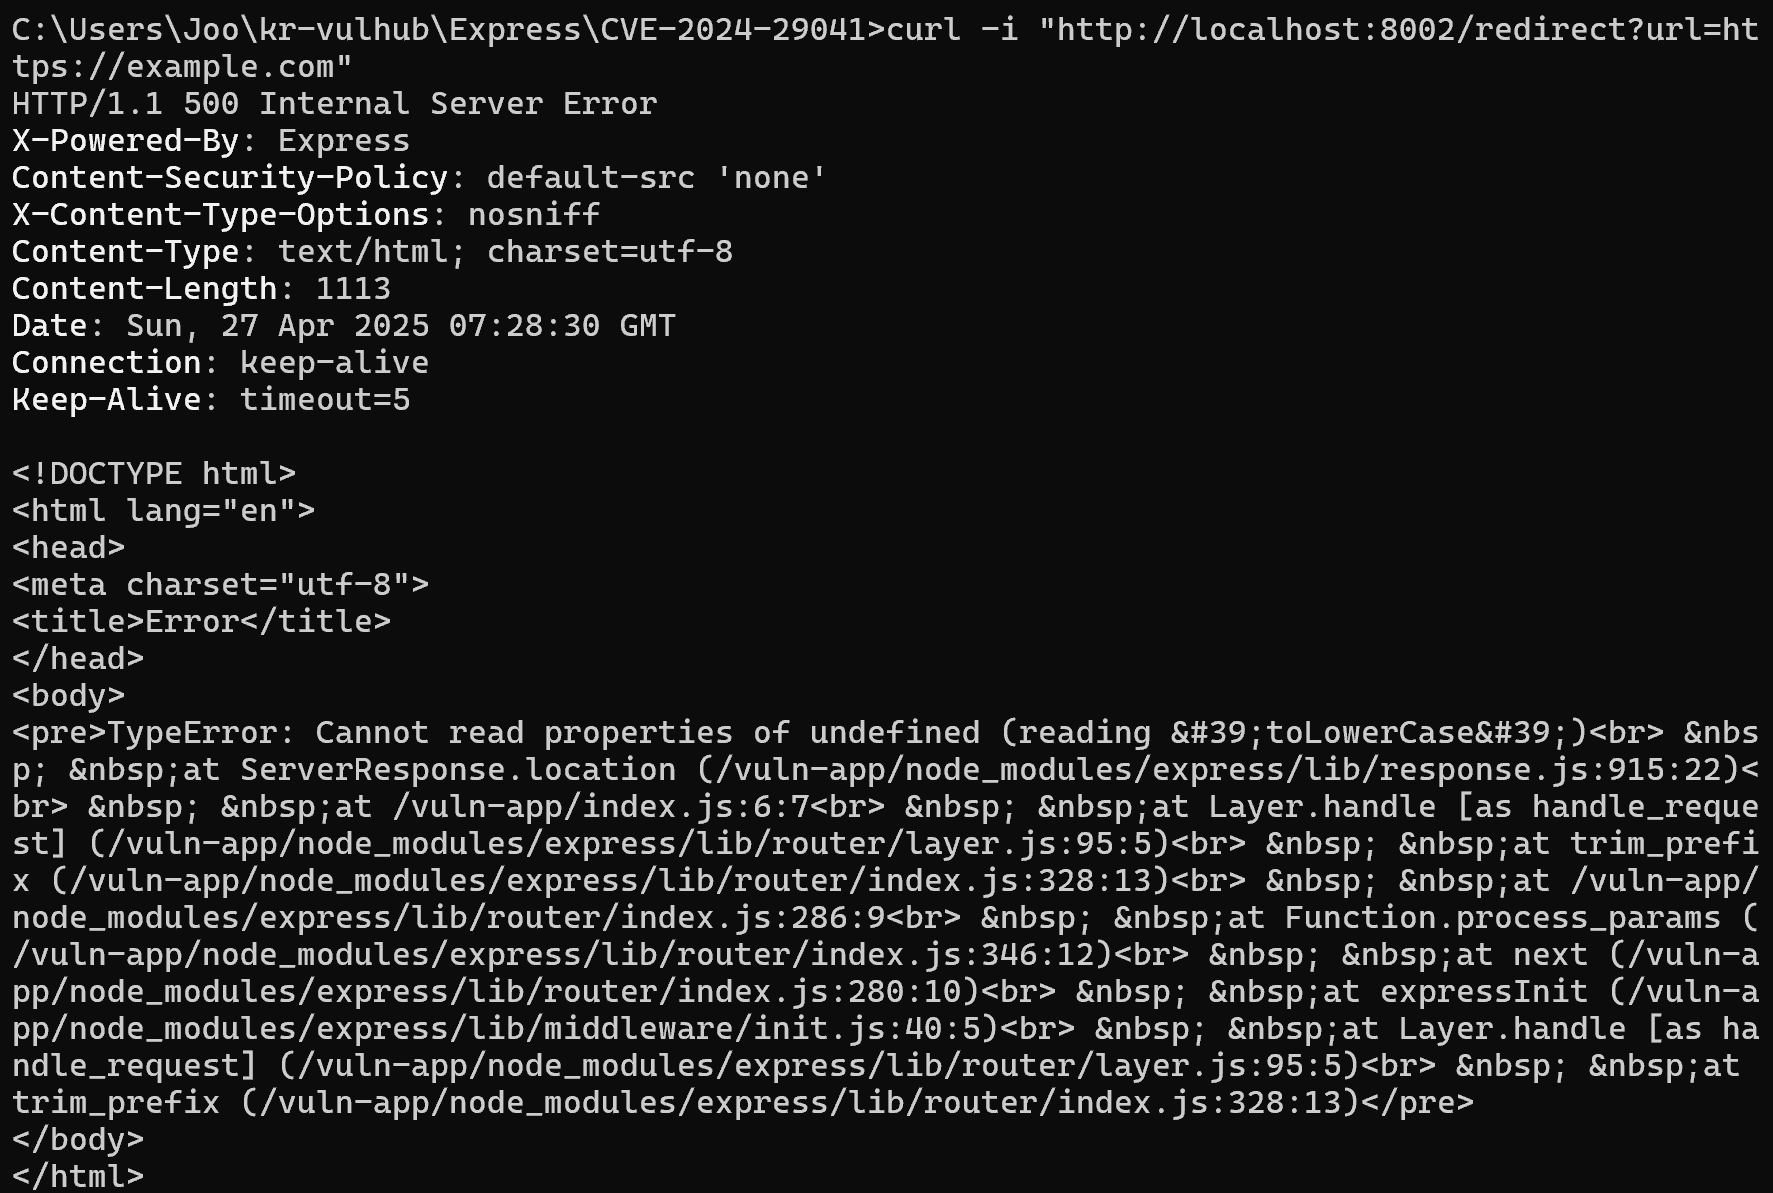 C:\Users\Joo\kr-vulhub\Express\CVE-2024-29041>curl -i "http://localhost:8002/redirect?url=ht
tps://example.com"
HTTP/1.1 500 Internal Server Error
X-Powered-By: Express
Content-Security-Policy: default-src 'none'
X-Content-Type-Options: nosniff
Content-Type: text/html; charset=utf-8
Content-Length: 1113
Date: Sun, 27 Apr 2025 07:28:30 GMT
Connection: keep-alive
Keep-Alive: timeout=5

<!DOCTYPE html>
<html lang="en">
<head>
<meta charset="utf-8">
<title>Error</title>
</head>
<body>
<pre>TypeError: Cannot read properties of undefined (reading &#39;toLowerCase&#39;)<br> &nbs
p; &nbsp;at ServerResponse.location (/vuln-app/node_modules/express/lib/response.js:915:22)<
br> &nbsp; &nbsp;at /vuln-app/index.js:6:7<br> &nbsp; &nbsp;at Layer.handle [as handle_reque
st] (/vuln-app/node_modules/express/lib/router/layer.js:95:5)<br> &nbsp; &nbsp;at trim_prefi
x (/vuln-app/node_modules/express/lib/router/index.js:328:13)<br> &nbsp; &nbsp;at /vuln-app/
node_modules/express/lib/router/index.js:286:9<br> &nbsp; &nbsp;at Function.process_params (
/vuln-app/node_modules/express/lib/router/index.js:346:12)<br> &nbsp; &nbsp;at next (/vuln-a
pp/node_modules/express/lib/router/index.js:280:10)<br> &nbsp; &nbsp;at expressInit (/vuln-a
pp/node_modules/express/lib/middleware/init.js:40:5)<br> &nbsp; &nbsp;at Layer.handle [as ha
ndle_request] (/vuln-app/node_modules/express/lib/router/layer.js:95:5)<br> &nbsp; &nbsp;at
trim_prefix (/vuln-app/node_modules/express/lib/router/index.js:328:13)</pre>
</body>
</html>